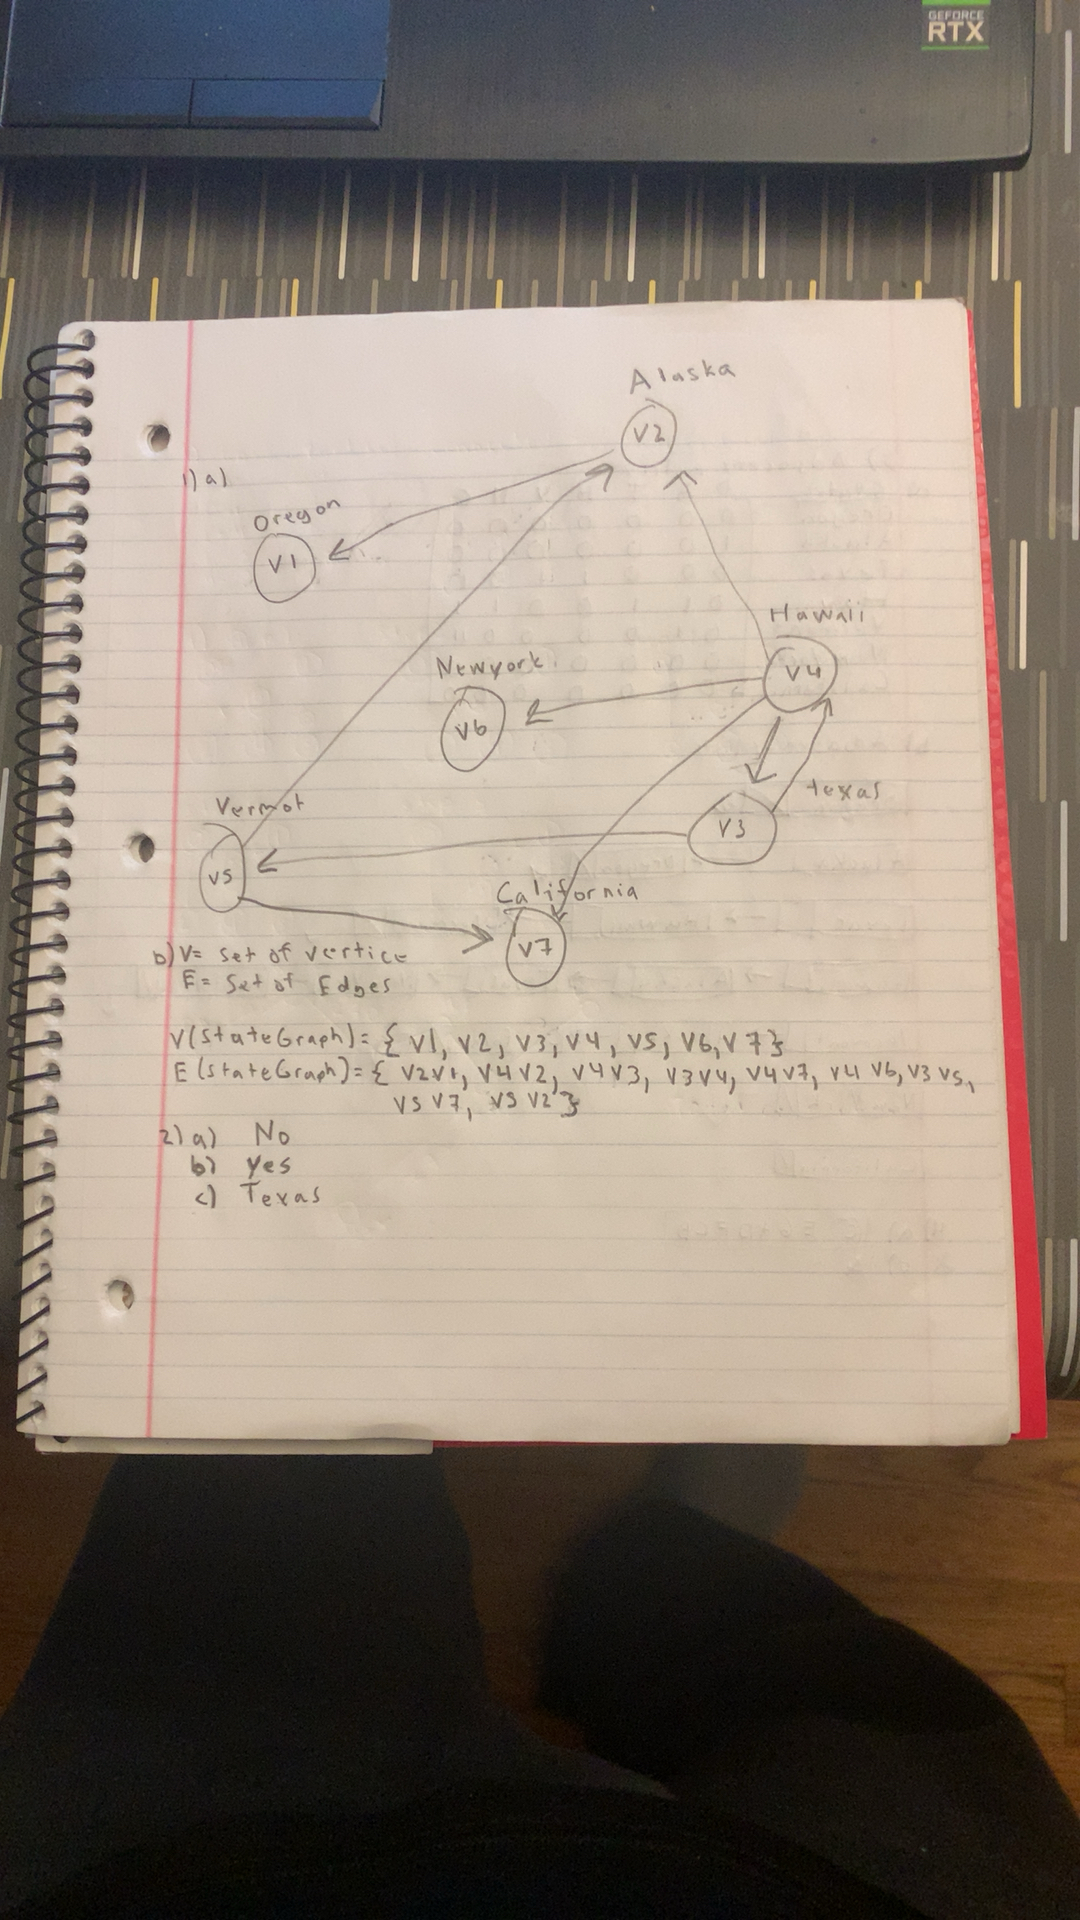 GEFORCE
RTX
Alaska
V2
1) a)
Oregon
V1
Hawaii
V4
Newyork
V6
texas
V3
Vermot
V5
California
V7
b) V= Set of vertice
E= Set of Edges
V(StateGraph)= { V1, V2, V3, V4, V5, V6, V7}
E(StateGraph)= { V2V1, V4V2, V4V3, V3V4, V4V7, V4V6, V3V5,
V5V7, V5V2}
2) a) No
b) yes
c) Texas